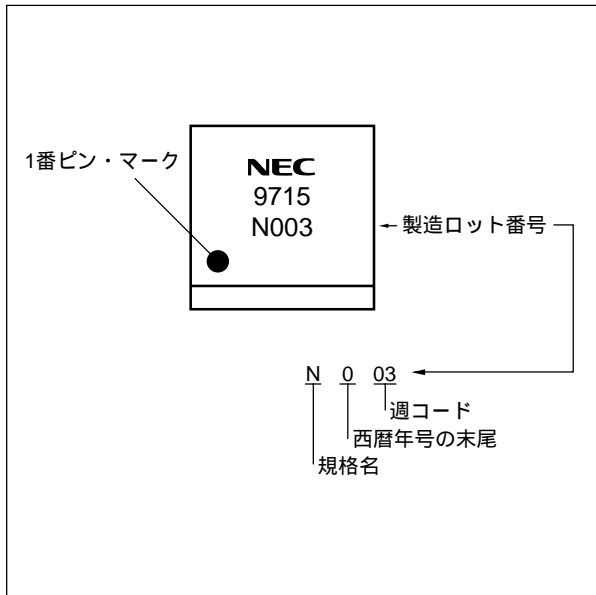 1番ピン・マーク
NEC
9715
N003
製造ロット番号
N 0 03
週コード
西暦年号の末尾
規格名